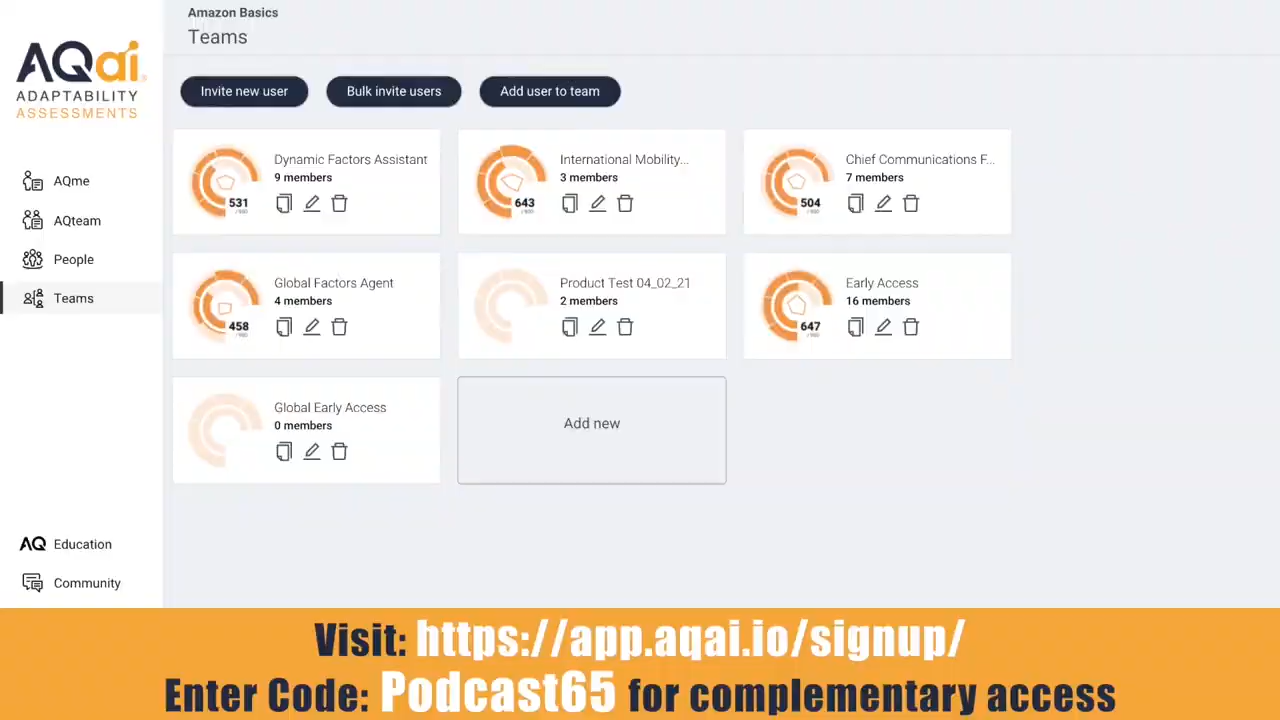 AQai
ADAPTABILITY
ASSESSMENTS
AQme
AQteam
People
Teams
AQ Education
Community
Amazon Basics
Teams
Invite new user
Bulk invite users
Add user to team
Dynamic Factors Assistant
9 members
531
International Mobility...
3 members
643
Chief Communications F...
7 members
504
Global Factors Agent
4 members
458
Product Test 04_02_21
2 members
Early Access
16 members
647
Global Early Access
0 members
Add new
Visit: https://app.aqai.io/signup/
Enter Code: Podcast65 for complementary access